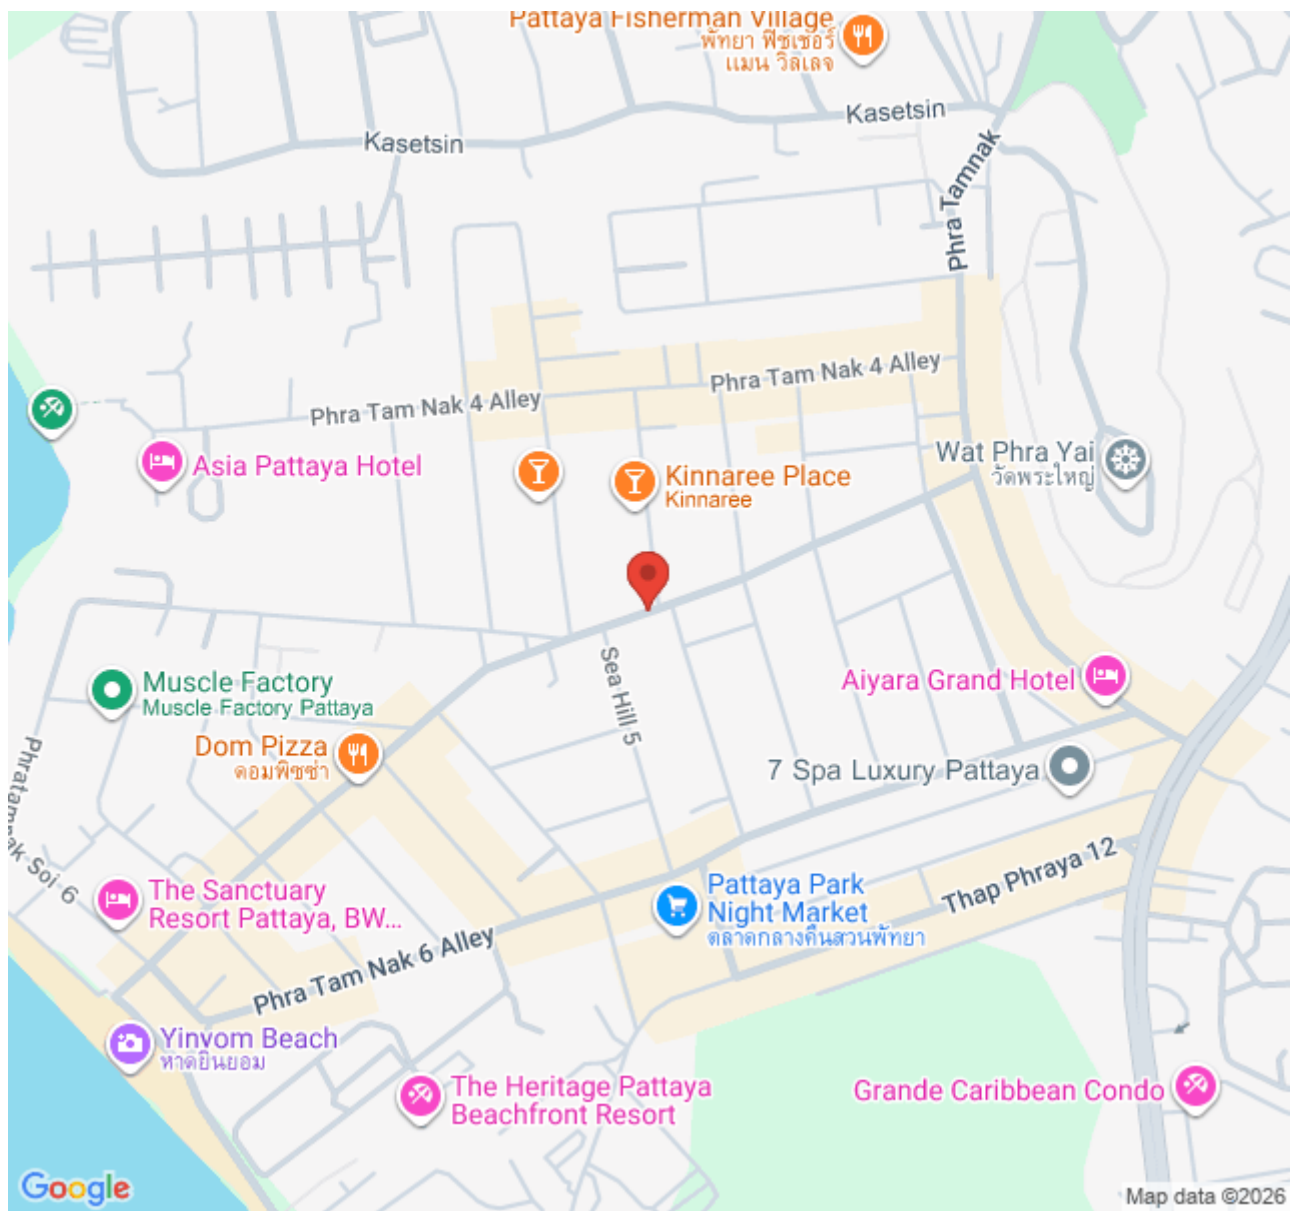 Pattaya Fisherman Village
พัทยา ฟิชเชอร์
แมน วิลเลจ
Kasetsin
Kasetsin
Phra Tamnak
Phra Tam Nak 4 Alley
Phra Tam Nak 4 Alley
Asia Pattaya Hotel
Kinnaree Place
Kinnaree
Wat Phra Yai
วัดพระใหญ่
Sea Hill 5
Muscle Factory
Muscle Factory Pattaya
Aiyara Grand Hotel
Dom Pizza
ดอมพิซซ่า
7 Spa Luxury Pattaya
Phratamnak Soi 6
The Sanctuary
Resort Pattaya, BW...
Pattaya Park
Night Market
ตลาดกลางคืนสวนพัทยา
Thap Phraya 12
Phra Tam Nak 6 Alley
Yinyom Beach
หาดยินยอม
The Heritage Pattaya
Beachfront Resort
Grande Caribbean Condo
Google
Map data ©2026